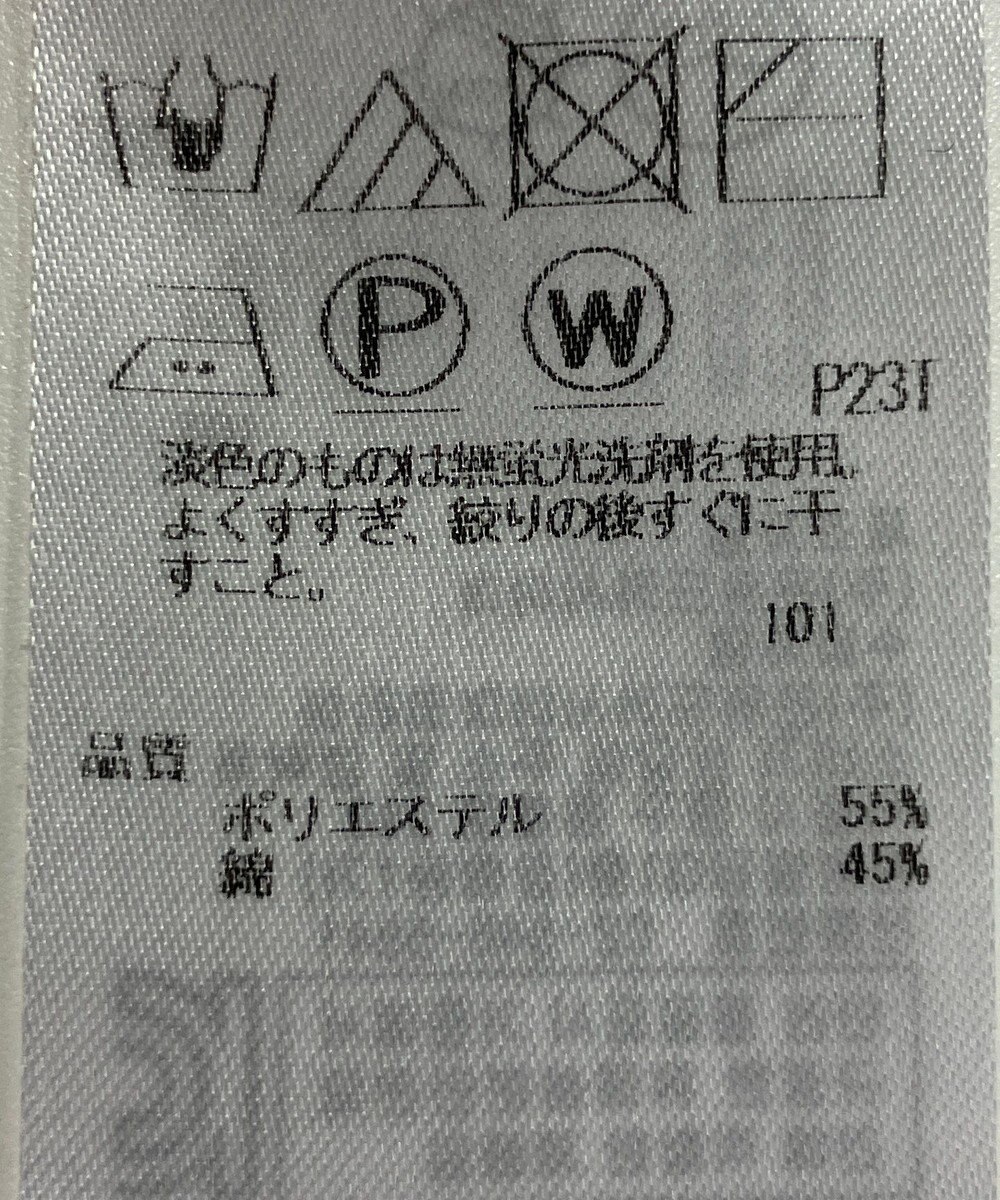 P W
P23T
淡色のものは無蛍光洗剤を使用。
よくすすぎ、絞りの後すぐに干
すこと。
101
品質
ポリエステル 55%
綿 45%